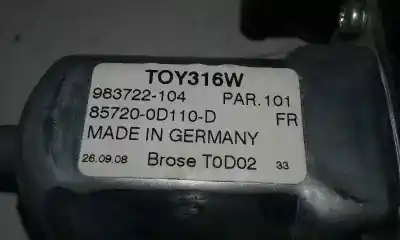 TOY316W
983722-104 PAR.101
85720-0D110-D FR
MADE IN GERMANY
26.09.08 Brose T0D02 33